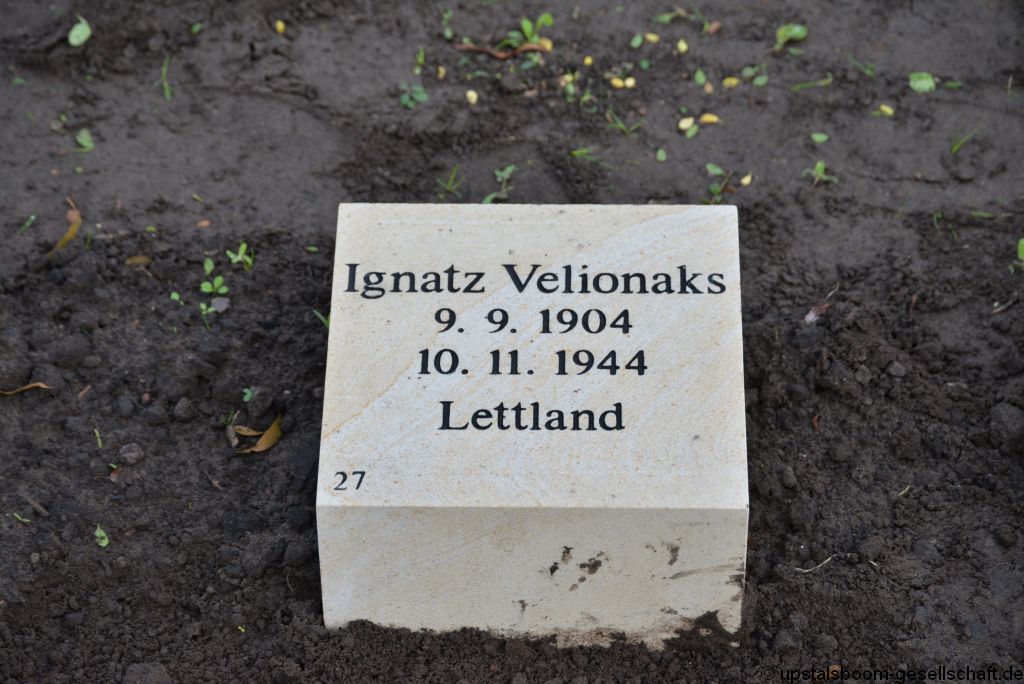 Ignatz Velionaks
9. 9. 1904
10. 11. 1944
Lettland
27
© upstalsboom-gesellschaft.de